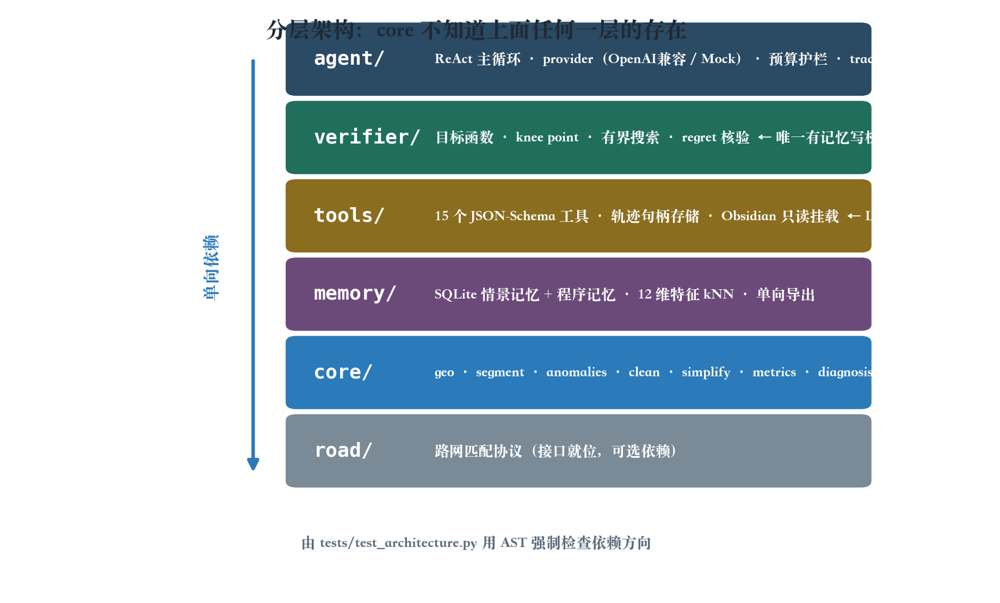 分层架构：core 不知道上面任何一层的存在
agent/ ReAct 主循环 · provider（OpenAI兼容 / Mock） · 预算护栏 ·
verifier/ 目标函数 · knee point · 有界搜索 · regret 核验 ← 唯一有记忆写
tools/ 15 个 JSON-Schema 工具 · 轨迹句柄存储 · Obsidian 只读挂载 ←
memory/ SQLite 情景记忆 + 程序记忆 · 12 维特征 kNN · 单向导出
core/ geo · segment · anomalies · clean · simplify · metrics · diagnosis
road/ 路网匹配协议（接口就位，可选依赖）
单向依赖
由 tests/test_architecture.py 用 AST 强制检查依赖方向